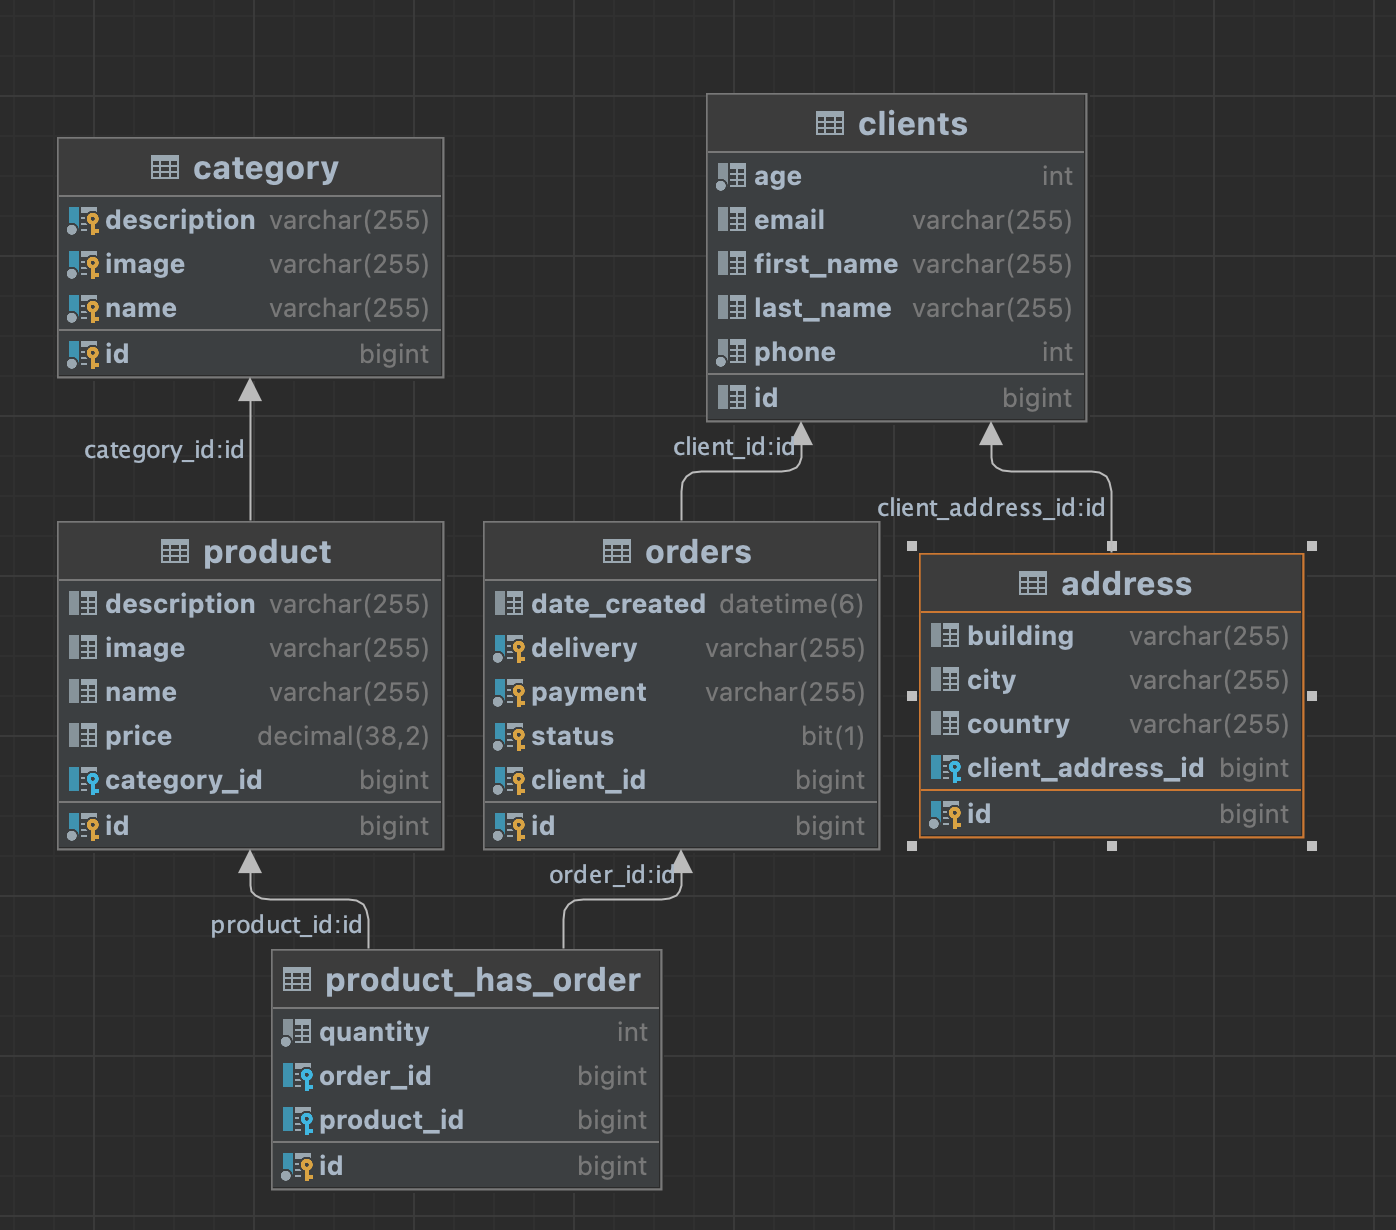 category
description varchar(255)
image varchar(255)
name varchar(255)
id bigint
clients
age int
email varchar(255)
first_name varchar(255)
last_name varchar(255)
phone int
id bigint
category_id:id
client_id:id
client_address_id:id
product
description varchar(255)
image varchar(255)
name varchar(255)
price decimal(38,2)
category_id bigint
id bigint
orders
date_created datetime(6)
delivery varchar(255)
payment varchar(255)
status bit(1)
client_id bigint
id bigint
address
building varchar(255)
city varchar(255)
country varchar(255)
client_address_id bigint
id bigint
product_id:id
order_id:id
product_has_order
quantity int
order_id bigint
product_id bigint
id bigint